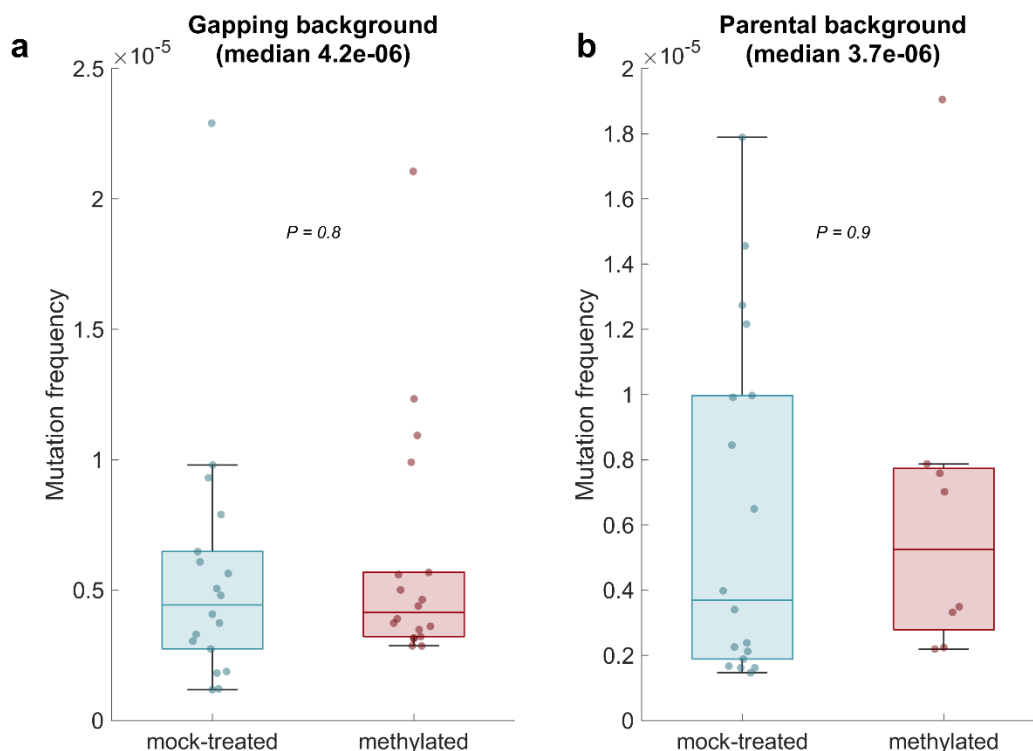 a
Gapping background
(median 4.2e-06)
×10⁻⁵
2.5
2
1.5
1
0.5
0
Mutation frequency
P = 0.8
mock-treated
methylated
b
Parental background
(median 3.7e-06)
×10⁻⁵
2
1.8
1.6
1.4
1.2
1
0.8
0.6
0.4
0.2
0
Mutation frequency
P = 0.9
mock-treated
methylated